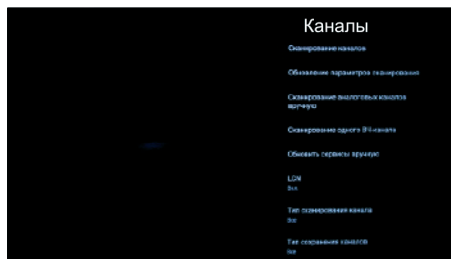 Каналы
Сканирование каналов
Обновление параметров сканирования
Сканирование аналоговых каналов
вручную
Сканирование одного ВЧ-канала
Обновить сервисы вручную
LCN
Тип сканирования канала
Тип сохранения каналов